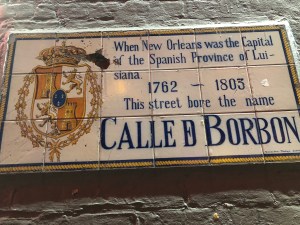 When New Orleans was the Capital
of the Spanish Province of Lui-
siana
1762 — 1803
This street bore the name
CALLE D BORBON